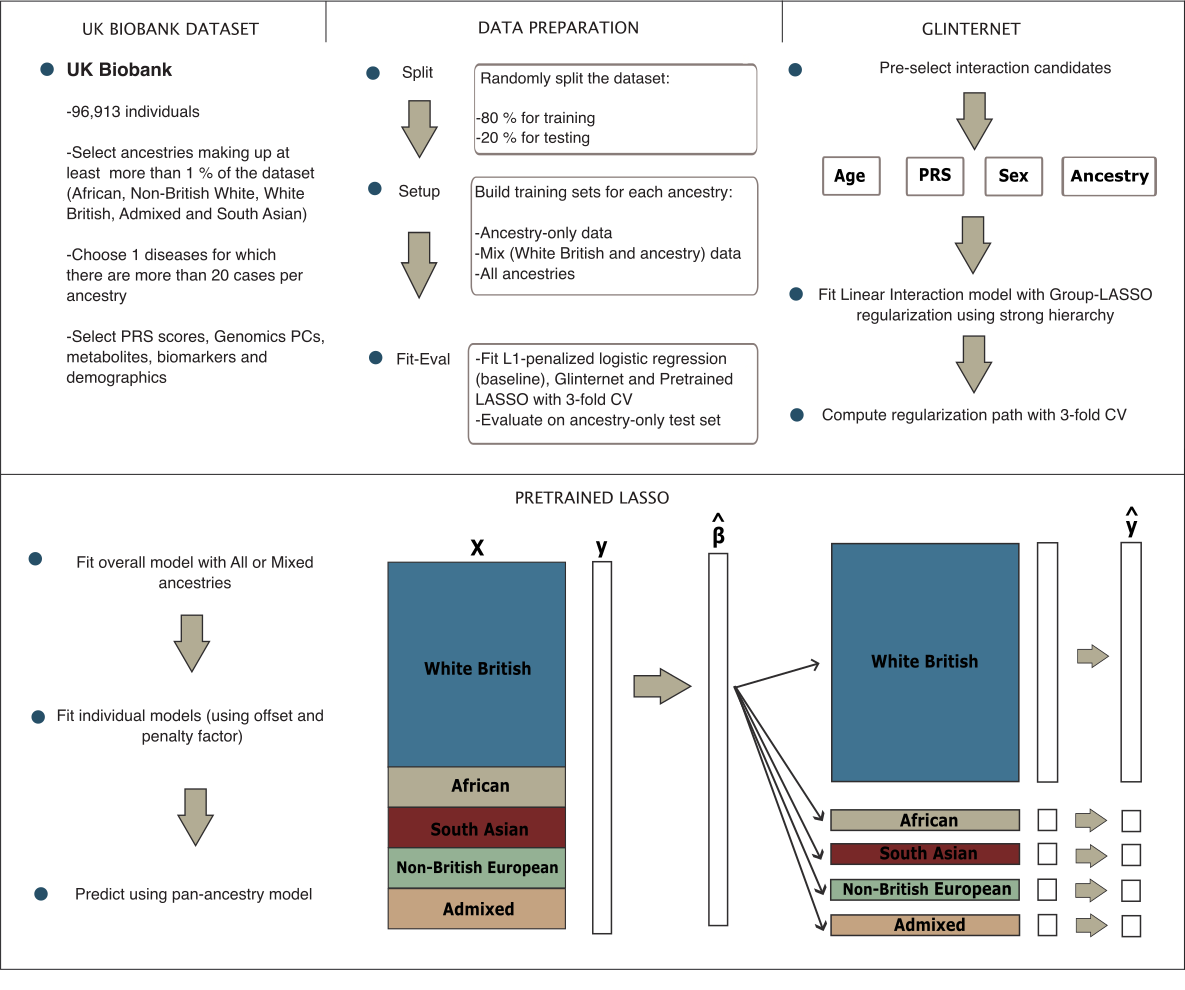 UK BIOBANK DATASET
UK Biobank
-96,913 individuals
-Select ancestries making up at
least more than 1 % of the dataset
(African, Non-British White, White
British, Admixed and South Asian)
-Choose 1 diseases for which
there are more than 20 cases per
ancestry
-Select PRS scores, Genomics PCs,
metabolites, biomarkers and
demographics
DATA PREPARATION
Split
Randomly split the dataset:
-80 % for training
-20 % for testing
Setup
Build training sets for each ancestry:
-Ancestry-only data
-Mix (White British and ancestry) data
-All ancestries
Fit-Eval
-Fit L1-penalized logistic regression
(baseline), Glinternet and Pretrained
LASSO with 3-fold CV
-Evaluate on ancestry-only test set
GLINTERNET
Pre-select interaction candidates
Age
PRS
Sex
Ancestry
Fit Linear Interaction model with Group-LASSO
regularization using strong hierarchy
Compute regularization path with 3-fold CV
PRETRAINED LASSO
Fit overall model with All or Mixed
ancestries
Fit individual models (using offset and
penalty factor)
Predict using pan-ancestry model
X
y
β̂
ŷ
White British
African
South Asian
Non-British European
Admixed
White British
African
South Asian
Non-British European
Admixed